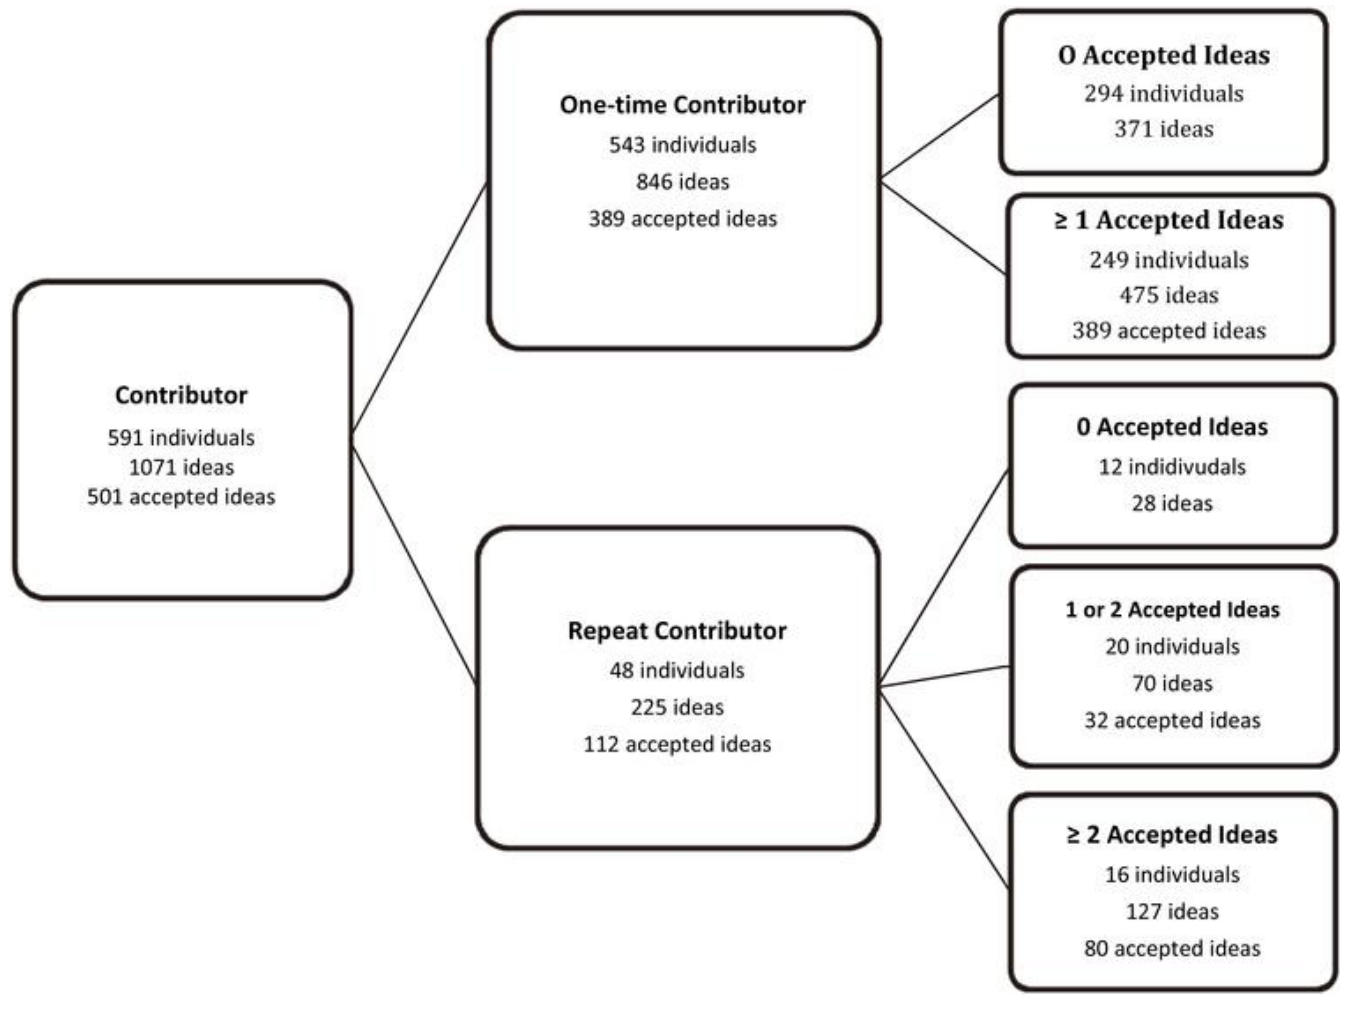 Contributor
591 individuals
1071 ideas
501 accepted ideas
One-time Contributor
543 individuals
846 ideas
389 accepted ideas
Repeat Contributor
48 individuals
225 ideas
112 accepted ideas
O Accepted Ideas
294 individuals
371 ideas
≥ 1 Accepted Ideas
249 individuals
475 ideas
389 accepted ideas
0 Accepted Ideas
12 indidivudals
28 ideas
1 or 2 Accepted Ideas
20 individuals
70 ideas
32 accepted ideas
≥ 2 Accepted Ideas
16 individuals
127 ideas
80 accepted ideas